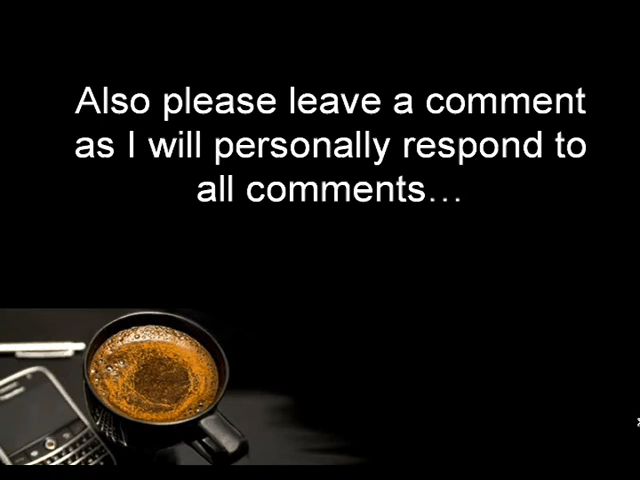 Also please leave a comment
as I will personally respond to
all comments…